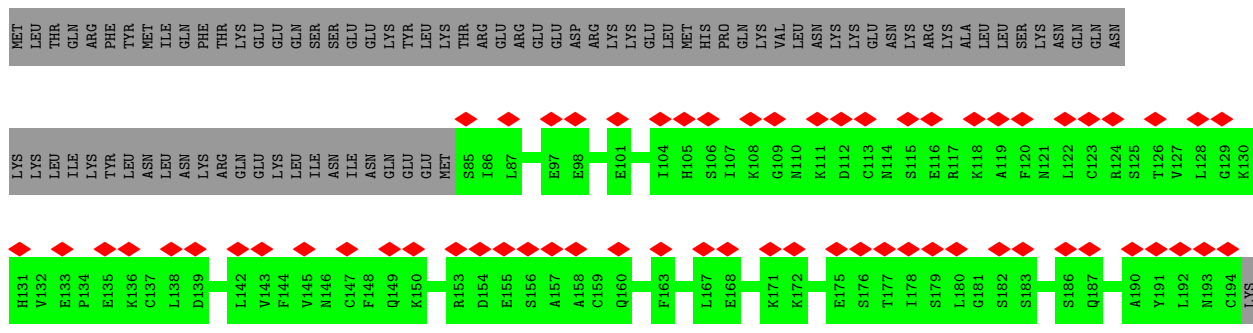 MET LEU THR GLN ARG PHE TYR MET ILE GLN PHE THR LYS GLU GLU GLN SER SER GLU GLU LYS TYR LEU LYS THR ARG GLU ARG GLU GLU ASP ARG LYS LYS GLU LEU MET HIS PRO GLN LYS VAL LEU ASN LYS LYS GLU ASN LYS ARG LYS ALA LEU LEU SER LYS ASN GLN GLN ASN
LYS LYS LEU ILE LYS TYR LEU ASN LEU ASN LYS ARG GLN GLU LYS LEU ILE ASN ILE ASN GLN GLU GLU MET S85 I86 L87 E97 E98 E101 I104 H105 S106 I107 K108 G109 N110 K111 D112 C113 N114 S115 E116 R117 K118 A119 F120 N121 L122 C123 R124 S125 T126 V127 L128 G129 K130
H131 V132 E133 P134 E135 K136 C137 L138 D139 L142 V143 F144 V145 N146 C147 F148 Q149 K150 R153 D154 E155 S156 A157 A158 C159 Q160 F163 L167 E168 K171 K172 E175 S176 T177 I178 S179 L180 G181 S182 S183 S186 Q187 A190 Y191 L192 N193 C194 LYS